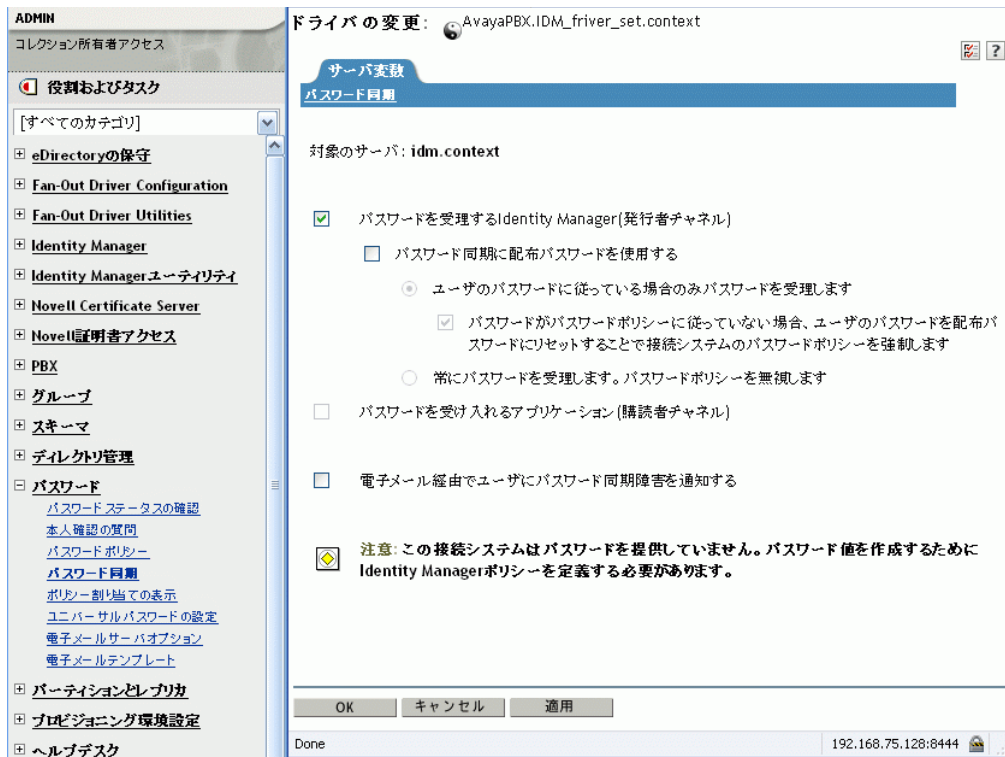 ADMIN
コレクション所有者アクセス
役割およびタスク
[すべてのカテゴリ]
eDirectoryの保守
Fan-Out Driver Configuration
Fan-Out Driver Utilities
Identity Manager
Identity Managerユーティリティ
Novell Certificate Server
Novell証明書アクセス
PBX
グループ
スキーマ
ディレクトリ管理
パスワード
パスワード ステータスの確認
本人確認の質問
パスワード ポリシー
パスワード同期
ポリシー割り当ての表示
ユニバーサル パスワードの設定
電子メールサーバオプション
電子メールテンプレート
パーティションとレプリカ
プロビジョニング環境設定
ヘルプデスク
ドライバの変更: AvayaPBX.IDM_friver_set.context
?
サーバ変数
パスワード同期
対象のサーバ: idm.context
パスワードを受理するIdentity Manager(発行者チャネル)
パスワード同期に配布パスワードを使用する
ユーザのパスワードに従っている場合のみパスワードを受理します
パスワードがパスワードポリシーに従っていない場合、ユーザのパスワードを配布パ
スワードにリセットすることで接続システムのパスワードポリシーを強制します
常にパスワードを受理します。パスワードポリシーを無視します
パスワードを受け入れるアプリケーション(購読者チャネル)
電子メール経由でユーザにパスワード同期障害を通知する
注意:この接続システムはパスワードを提供していません。パスワード値を作成するために
Identity Managerポリシーを定義する必要があります。
OK キャンセル 適用
Done 192.168.75.128:8444